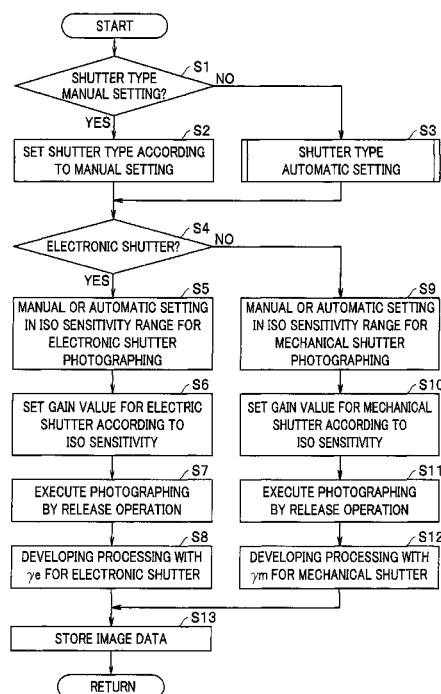 START
S1
SHUTTER TYPE
MANUAL SETTING?
NO
YES
S2
SET SHUTTER TYPE ACCORDING
TO MANUAL SETTING
S3
SHUTTER TYPE
AUTOMATIC SETTING
S4
ELECTRONIC SHUTTER?
NO
YES
S5
MANUAL OR AUTOMATIC SETTING
IN ISO SENSITIVITY RANGE FOR
ELECTRONIC SHUTTER
PHOTOGRAPHING
S9
MANUAL OR AUTOMATIC SETTING
IN ISO SENSITIVITY RANGE FOR
MECHANICAL SHUTTER
PHOTOGRAPHING
S6
SET GAIN VALUE FOR ELECTRIC
SHUTTER ACCORDING TO
ISO SENSITIVITY
S10
SET GAIN VALUE FOR MECHANICAL
SHUTTER ACCORDING TO
ISO SENSITIVITY
S7
EXECUTE PHOTOGRAPHING
BY RELEASE OPERATION
S11
EXECUTE PHOTOGRAPHING
BY RELEASE OPERATION
S8
DEVELOPING PROCESSING WITH
γe FOR ELECTRONIC SHUTTER
S12
DEVELOPING PROCESSING WITH
γm FOR MECHANICAL SHUTTER
S13
STORE IMAGE DATA
RETURN